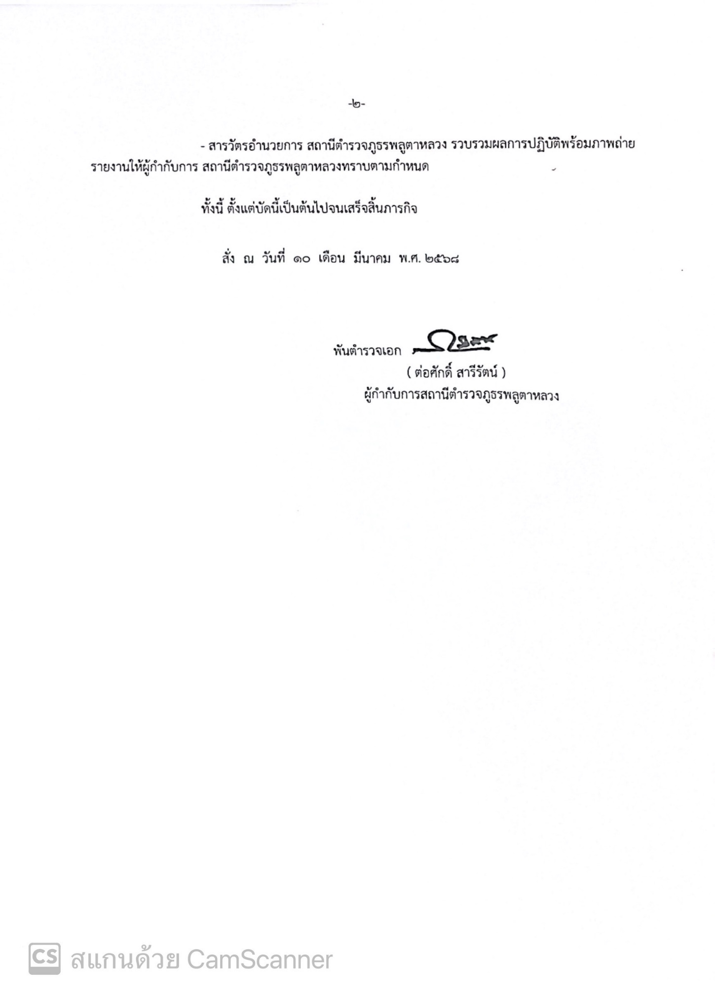 -๒-
- สารวัตรอำนวยการ สถานีตำรวจภูธรพลูตาหลวง รวบรวมผลการปฏิบัติพร้อมภาพถ่าย
รายงานให้ผู้กำกับการ สถานีตำรวจภูธรพลูตาหลวงทราบตามกำหนด
ทั้งนี้ ตั้งแต่บัดนี้เป็นต้นไปจนเสร็จสิ้นภารกิจ
สั่ง ณ วันที่ ๑๐ เดือน มีนาคม พ.ศ. ๒๕๖๘
พันตำรวจเอก
( ต่อศักดิ์ สารีรัตน์ )
ผู้กำกับการสถานีตำรวจภูธรพลูตาหลวง
CS สแกนด้วย CamScanner